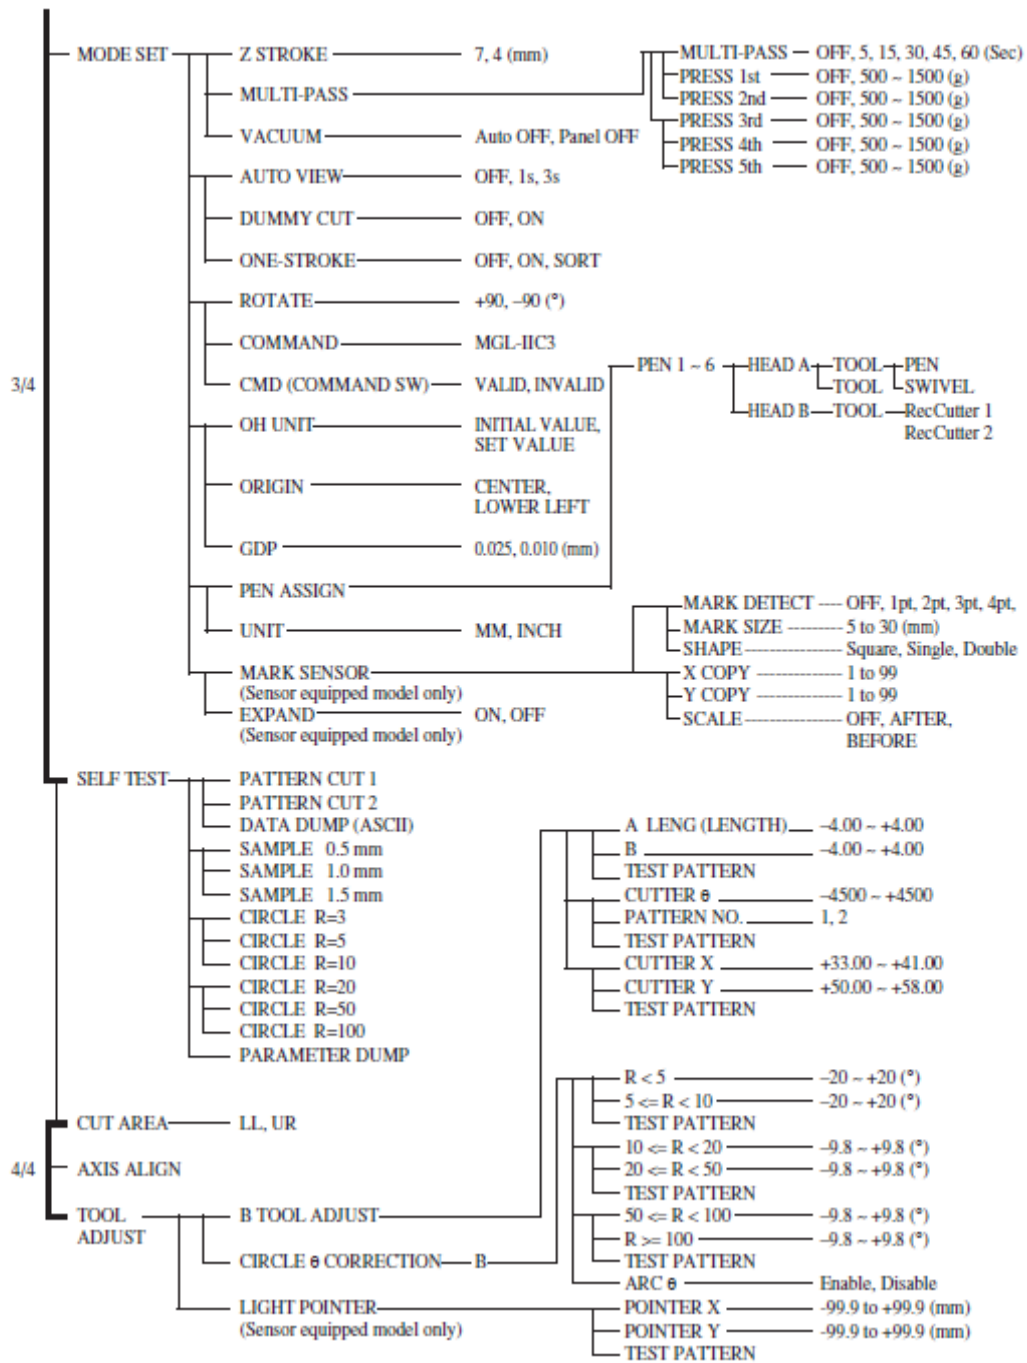 MODE SET Z STROKE 7, 4 (mm) MULTI-PASS OFF, 5, 15, 30, 45, 60 (Sec)
PRESS 1st OFF, 500 ~ 1500 (g)
MULTI-PASS PRESS 2nd OFF, 500 ~ 1500 (g)
PRESS 3rd OFF, 500 ~ 1500 (g)
VACUUM Auto OFF, Panel OFF PRESS 4th OFF, 500 ~ 1500 (g)
PRESS 5th OFF, 500 ~ 1500 (g)
AUTO VIEW OFF, 1s, 3s
DUMMY CUT OFF, ON
ONE-STROKE OFF, ON, SORT
ROTATE +90, –90 (°)
COMMAND MGL-IIC3
PEN 1 ~ 6 HEAD A TOOL PEN
3/4 CMD (COMMAND SW) VALID, INVALID TOOL SWIVEL
HEAD B TOOL RecCutter 1
OH UNIT INITIAL VALUE, RecCutter 2
SET VALUE
ORIGIN CENTER,
LOWER LEFT
GDP 0.025, 0.010 (mm)
PEN ASSIGN
MARK DETECT OFF, 1pt, 2pt, 3pt, 4pt,
UNIT MM, INCH MARK SIZE 5 to 30 (mm)
SHAPE Square, Single, Double
MARK SENSOR X COPY 1 to 99
(Sensor equipped model only) Y COPY 1 to 99
EXPAND ON, OFF SCALE OFF, AFTER,
(Sensor equipped model only) BEFORE
SELF TEST PATTERN CUT 1
PATTERN CUT 2
DATA DUMP (ASCII) A LENG (LENGTH) –4.00 ~ +4.00
SAMPLE 0.5 mm B –4.00 ~ +4.00
SAMPLE 1.0 mm TEST PATTERN
SAMPLE 1.5 mm CUTTER θ –4500 ~ +4500
CIRCLE R=3 PATTERN NO. 1, 2
CIRCLE R=5 TEST PATTERN
CIRCLE R=10 CUTTER X +33.00 ~ +41.00
CIRCLE R=20 CUTTER Y +50.00 ~ +58.00
CIRCLE R=50 TEST PATTERN
CIRCLE R=100
PARAMETER DUMP
R < 5 –20 ~ +20 (°)
5 <= R < 10 –20 ~ +20 (°)
CUT AREA LL, UR TEST PATTERN
10 <= R < 20 –9.8 ~ +9.8 (°)
4/4 AXIS ALIGN 20 <= R < 50 –9.8 ~ +9.8 (°)
TEST PATTERN
TOOL B TOOL ADJUST 50 <= R < 100 –9.8 ~ +9.8 (°)
ADJUST R >= 100 –9.8 ~ +9.8 (°)
CIRCLE θ CORRECTION B TEST PATTERN
ARC θ Enable, Disable
LIGHT POINTER POINTER X -99.9 to +99.9 (mm)
(Sensor equipped model only) POINTER Y -99.9 to +99.9 (mm)
TEST PATTERN